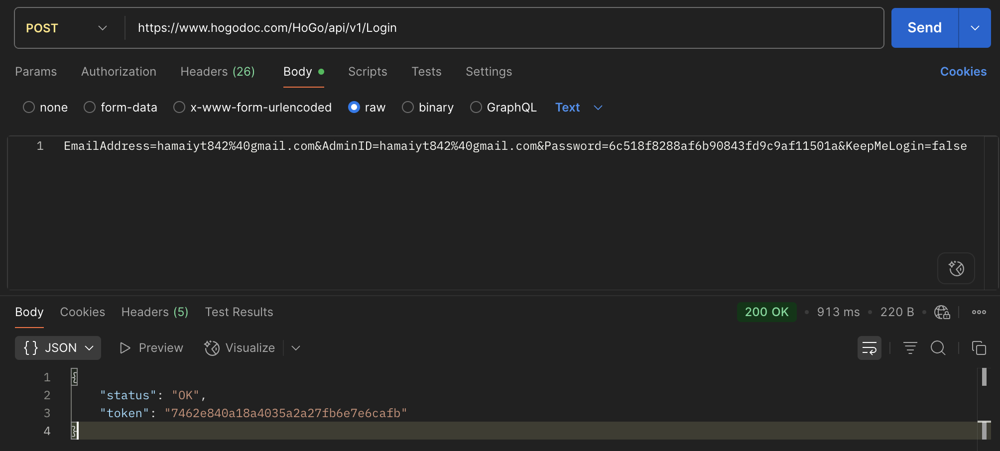 POST https://www.hogodoc.com/HoGo/api/v1/Login Send
Params Authorization Headers (26) Body Scripts Tests Settings Cookies
none form-data x-www-form-urlencoded raw binary GraphQL Text
1 EmailAddress=hamaiyt842%40gmail.com&AdminID=hamaiyt842%40gmail.com&Password=6c518f8288af6b90843fd9c9af11501a&KeepMeLogin=false
Body Cookies Headers (5) Test Results 200 OK • 913 ms • 220 B
{} JSON Preview Visualize
1 {
2 "status": "OK",
3 "token": "7462e840a18a4035a2a27fb6e7e6cafb"
4 }